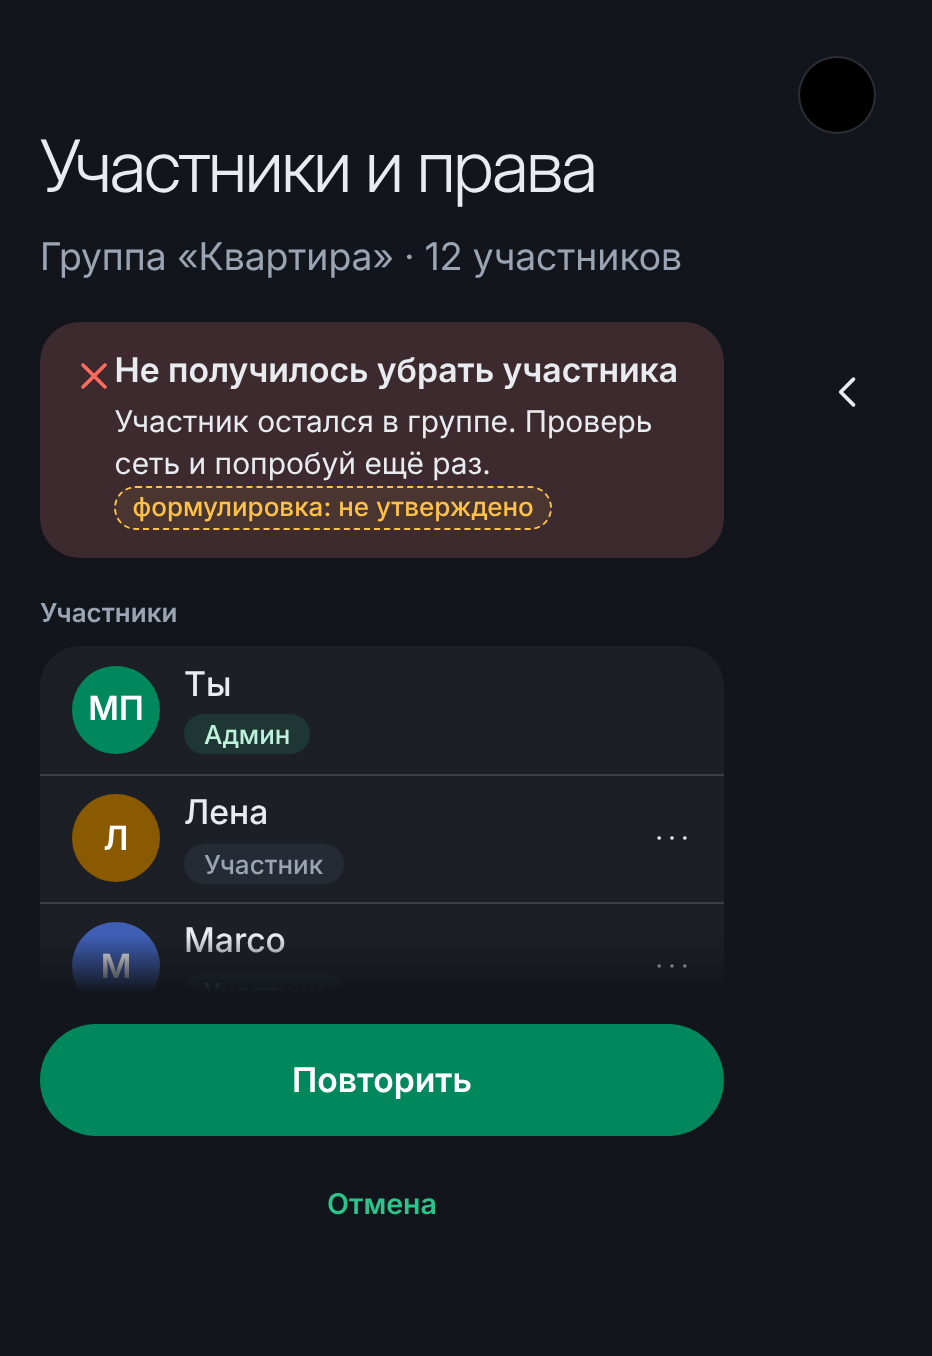 Участники и права
Группа «Квартира» · 12 участников
Не получилось убрать участника
Участник остался в группе. Проверь
сеть и попробуй ещё раз.
формулировка: не утверждено
Участники
МП
Ты
Админ
Л
Лена
Участник
...
М
Marco
Участник
...
Повторить
Отмена